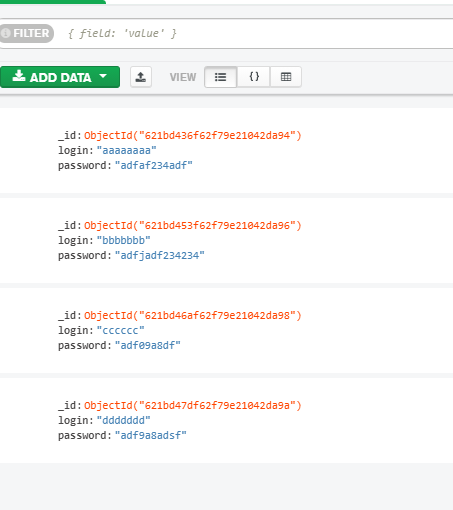 FILTER { field: 'value' }
ADD DATA VIEW {}
_id: ObjectId("621bd436f62f79e21042da94")
login: "aaaaaaaa"
password: "adfaf234adf"
_id: ObjectId("621bd453f62f79e21042da96")
login: "bbbbbbb"
password: "adfjadf234234"
_id: ObjectId("621bd46af62f79e21042da98")
login: "cccccc"
password: "adf09a8df"
_id: ObjectId("621bd47df62f79e21042da9a")
login: "ddddddd"
password: "adf9a8adsf"